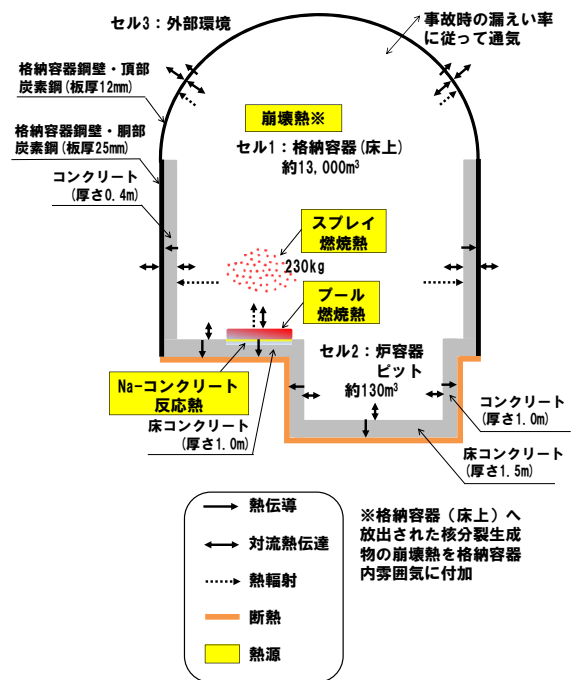 セル3：外部環境
事故時の漏えい率
に従って通気
格納容器鋼壁・頂部
炭素鋼(板厚12mm)
崩壊熱※
格納容器鋼壁・胴部
炭素鋼(板厚25mm)
セル1：格納容器(床上)
約13,000m³
コンクリート
(厚さ0.4m)
スプレイ
燃焼熱
230kg
プール
燃焼熱
セル2：炉容器
ピット
約130m³
Na-コンクリート
反応熱
床コンクリート
(厚さ1.0m)
コンクリート
(厚さ1.0m)
床コンクリート
(厚さ1.5m)
熱伝導
対流熱伝達
熱輻射
断熱
熱源
※格納容器（床上）へ
放出された核分裂生成
物の崩壊熱を格納容器
内雰囲気に付加